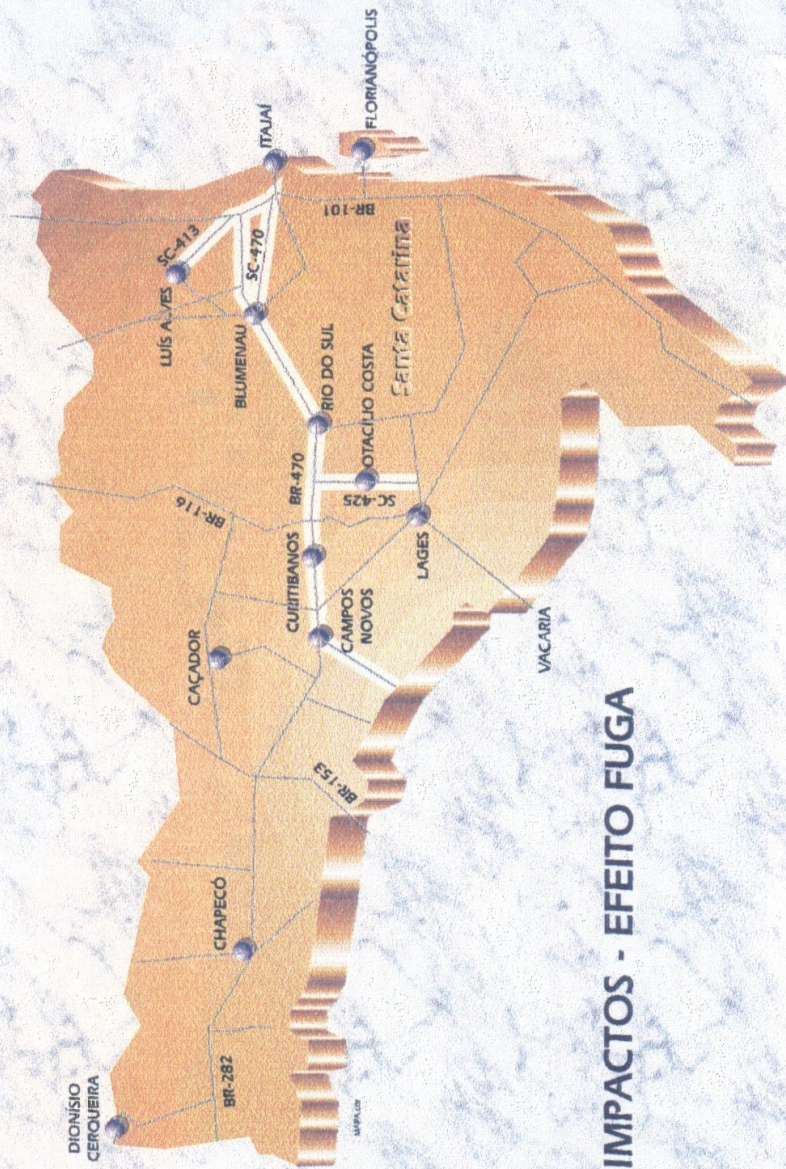 DIONÍSIO
CERQUEIRA
BR-282
CHAPECÓ
BR-153
CAÇADOR
CAMPOS
NOVOS
CURITIBANOS
BR-116
BR-470
SC-425
LAGES
VACARIA
OTACÍLIO COSTA
RIO DO SUL
BLUMENAU
LUÍS ALVES
SC-413
SC-470
Santa Catarina
BR-101
ITAJAÍ
FLORIANÓPOLIS
MAPA.cdr
IMPACTOS - EFEITO FUGA